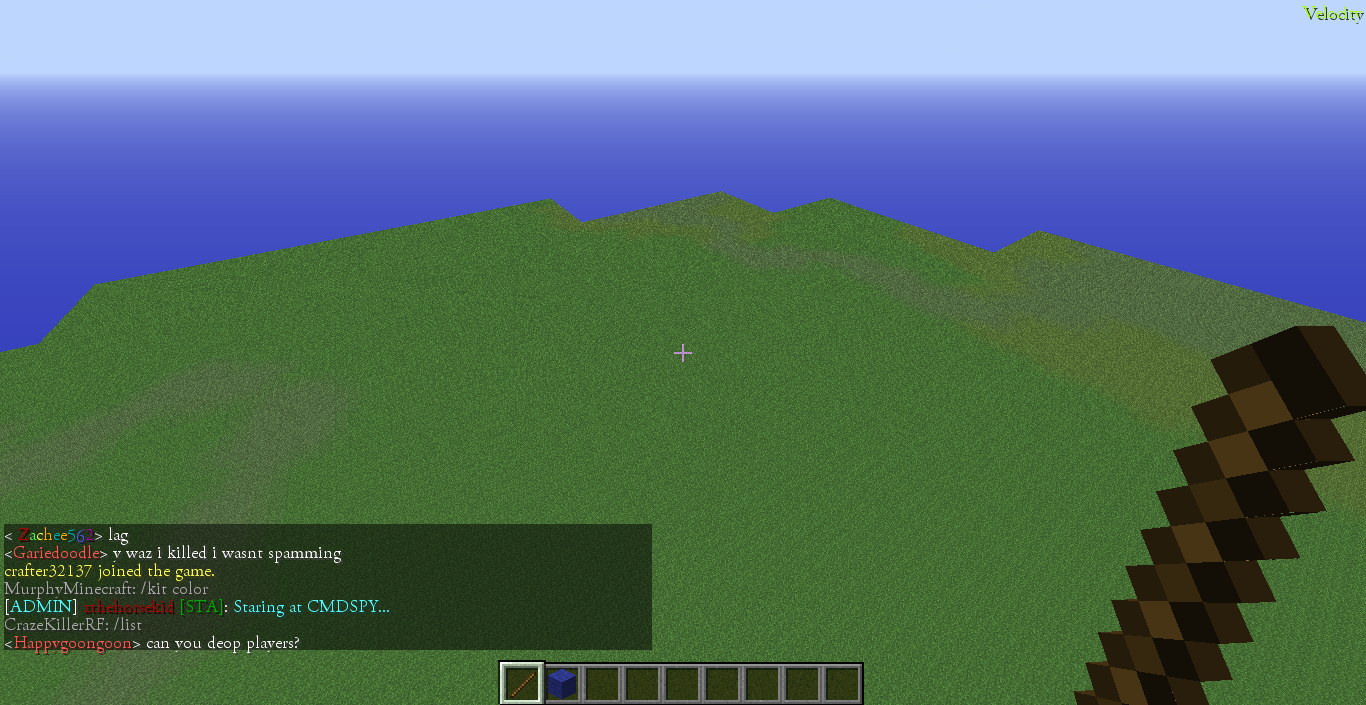 Velocity
< Zachee562> lag
<Gariedoodle> y waz i killed i wasnt spamming
crafter32137 joined the game.
MurphyMinecraft: /kit color
[ADMIN] [STA]: Staring at CMDSPY...
CrazeKillerRF: /list
<Happygoongoon> can you deop players?